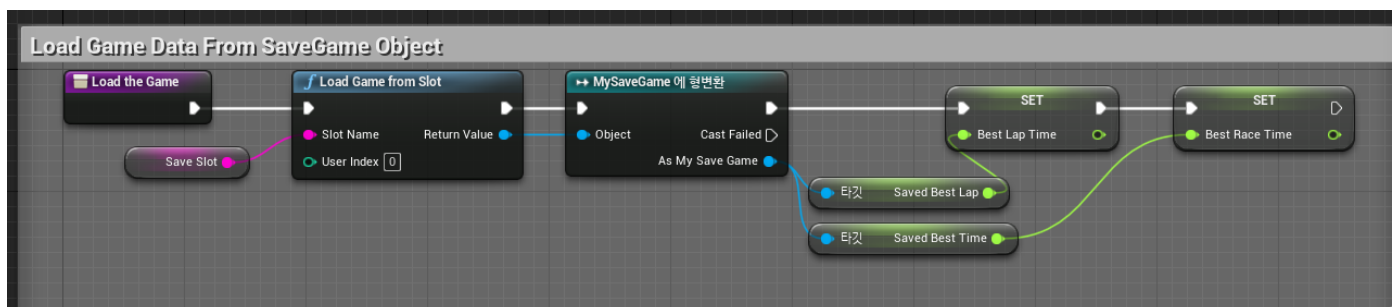 Load Game Data From SaveGame Object
Load the Game
Save Slot
Load Game from Slot
Slot Name
Return Value
User Index 0
MySaveGame 에 형변환
Object
Cast Failed
As My Save Game
타깃 Saved Best Lap
타깃 Saved Best Time
SET
Best Lap Time
SET
Best Race Time